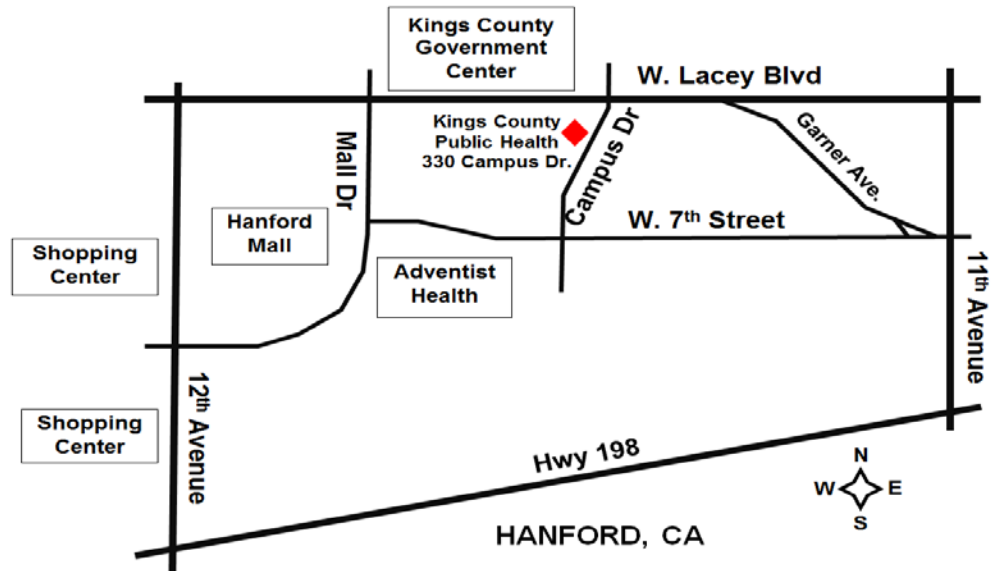 Kings County
Government
Center
W. Lacey Blvd
Kings County
Public Health
330 Campus Dr.
Campus Dr
Garner Ave.
Mall Dr
Hanford
Mall
W. 7th Street
Shopping
Center
Adventist
Health
11th Avenue
12th Avenue
Shopping
Center
Hwy 198
N
W E
S
HANFORD, CA